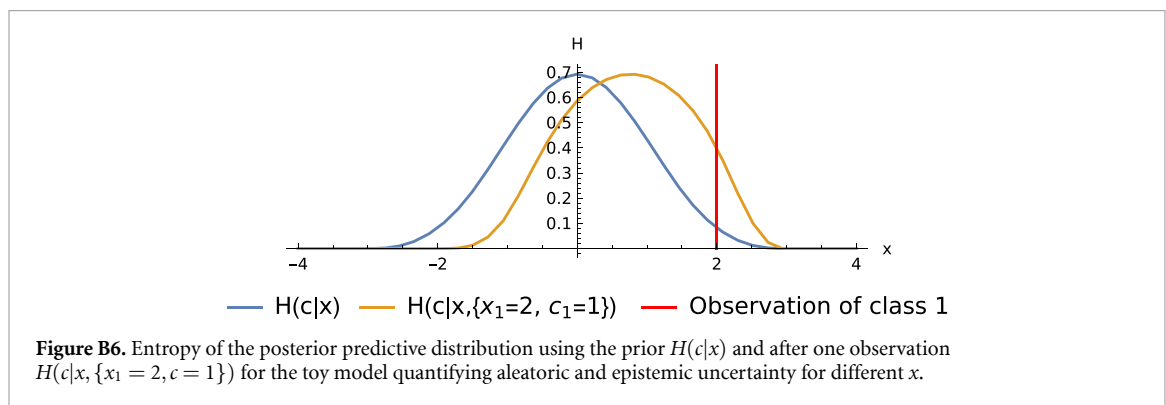 H
0.7
0.6
0.5
0.4
0.3
0.2
0.1
x
−4
−2
2
4
H(c|x)
H(c|x,{x₁=2, c₁=1})
Observation of class 1
Figure B6. Entropy of the posterior predictive distribution using the prior H(c|x) and after one observation
H(c|x, {x₁ = 2, c = 1}) for the toy model quantifying aleatoric and epistemic uncertainty for different x.